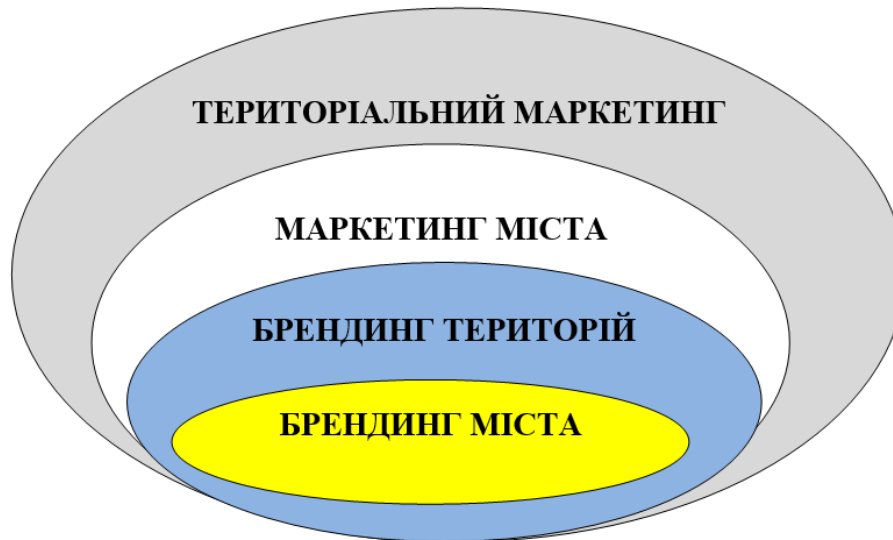 ТЕРИТОРІАЛЬНИЙ МАРКЕТИНГ
МАРКЕТИНГ МІСТА
БРЕНДИНГ ТЕРИТОРІЙ
БРЕНДИНГ МІСТА